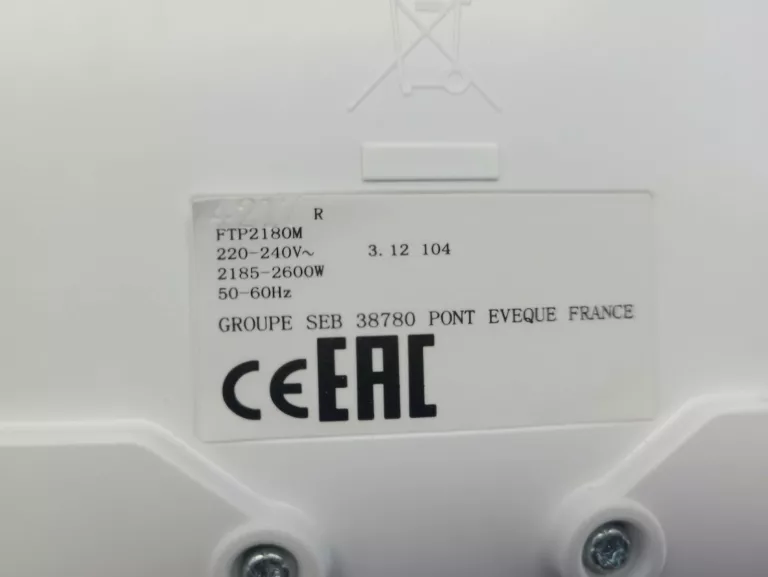 R
FTP2180M
220-240V~ 3. 12 104
2185-2600W
50-60Hz
GROUPE SEB 38780 PONT EVEQUE FRANCE
CE EAC